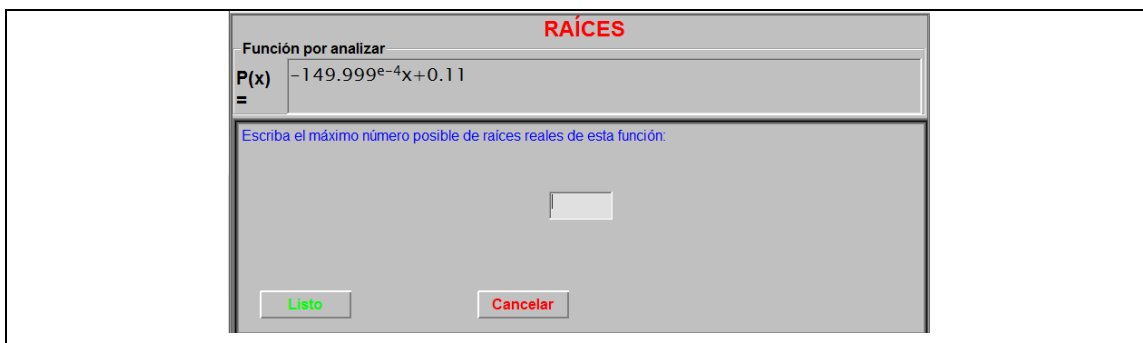 RAÍCES
Función por analizar
P(x) = -149.999e-4x+0.11
Escriba el máximo número posible de raíces reales de esta función:
Listo Cancelar